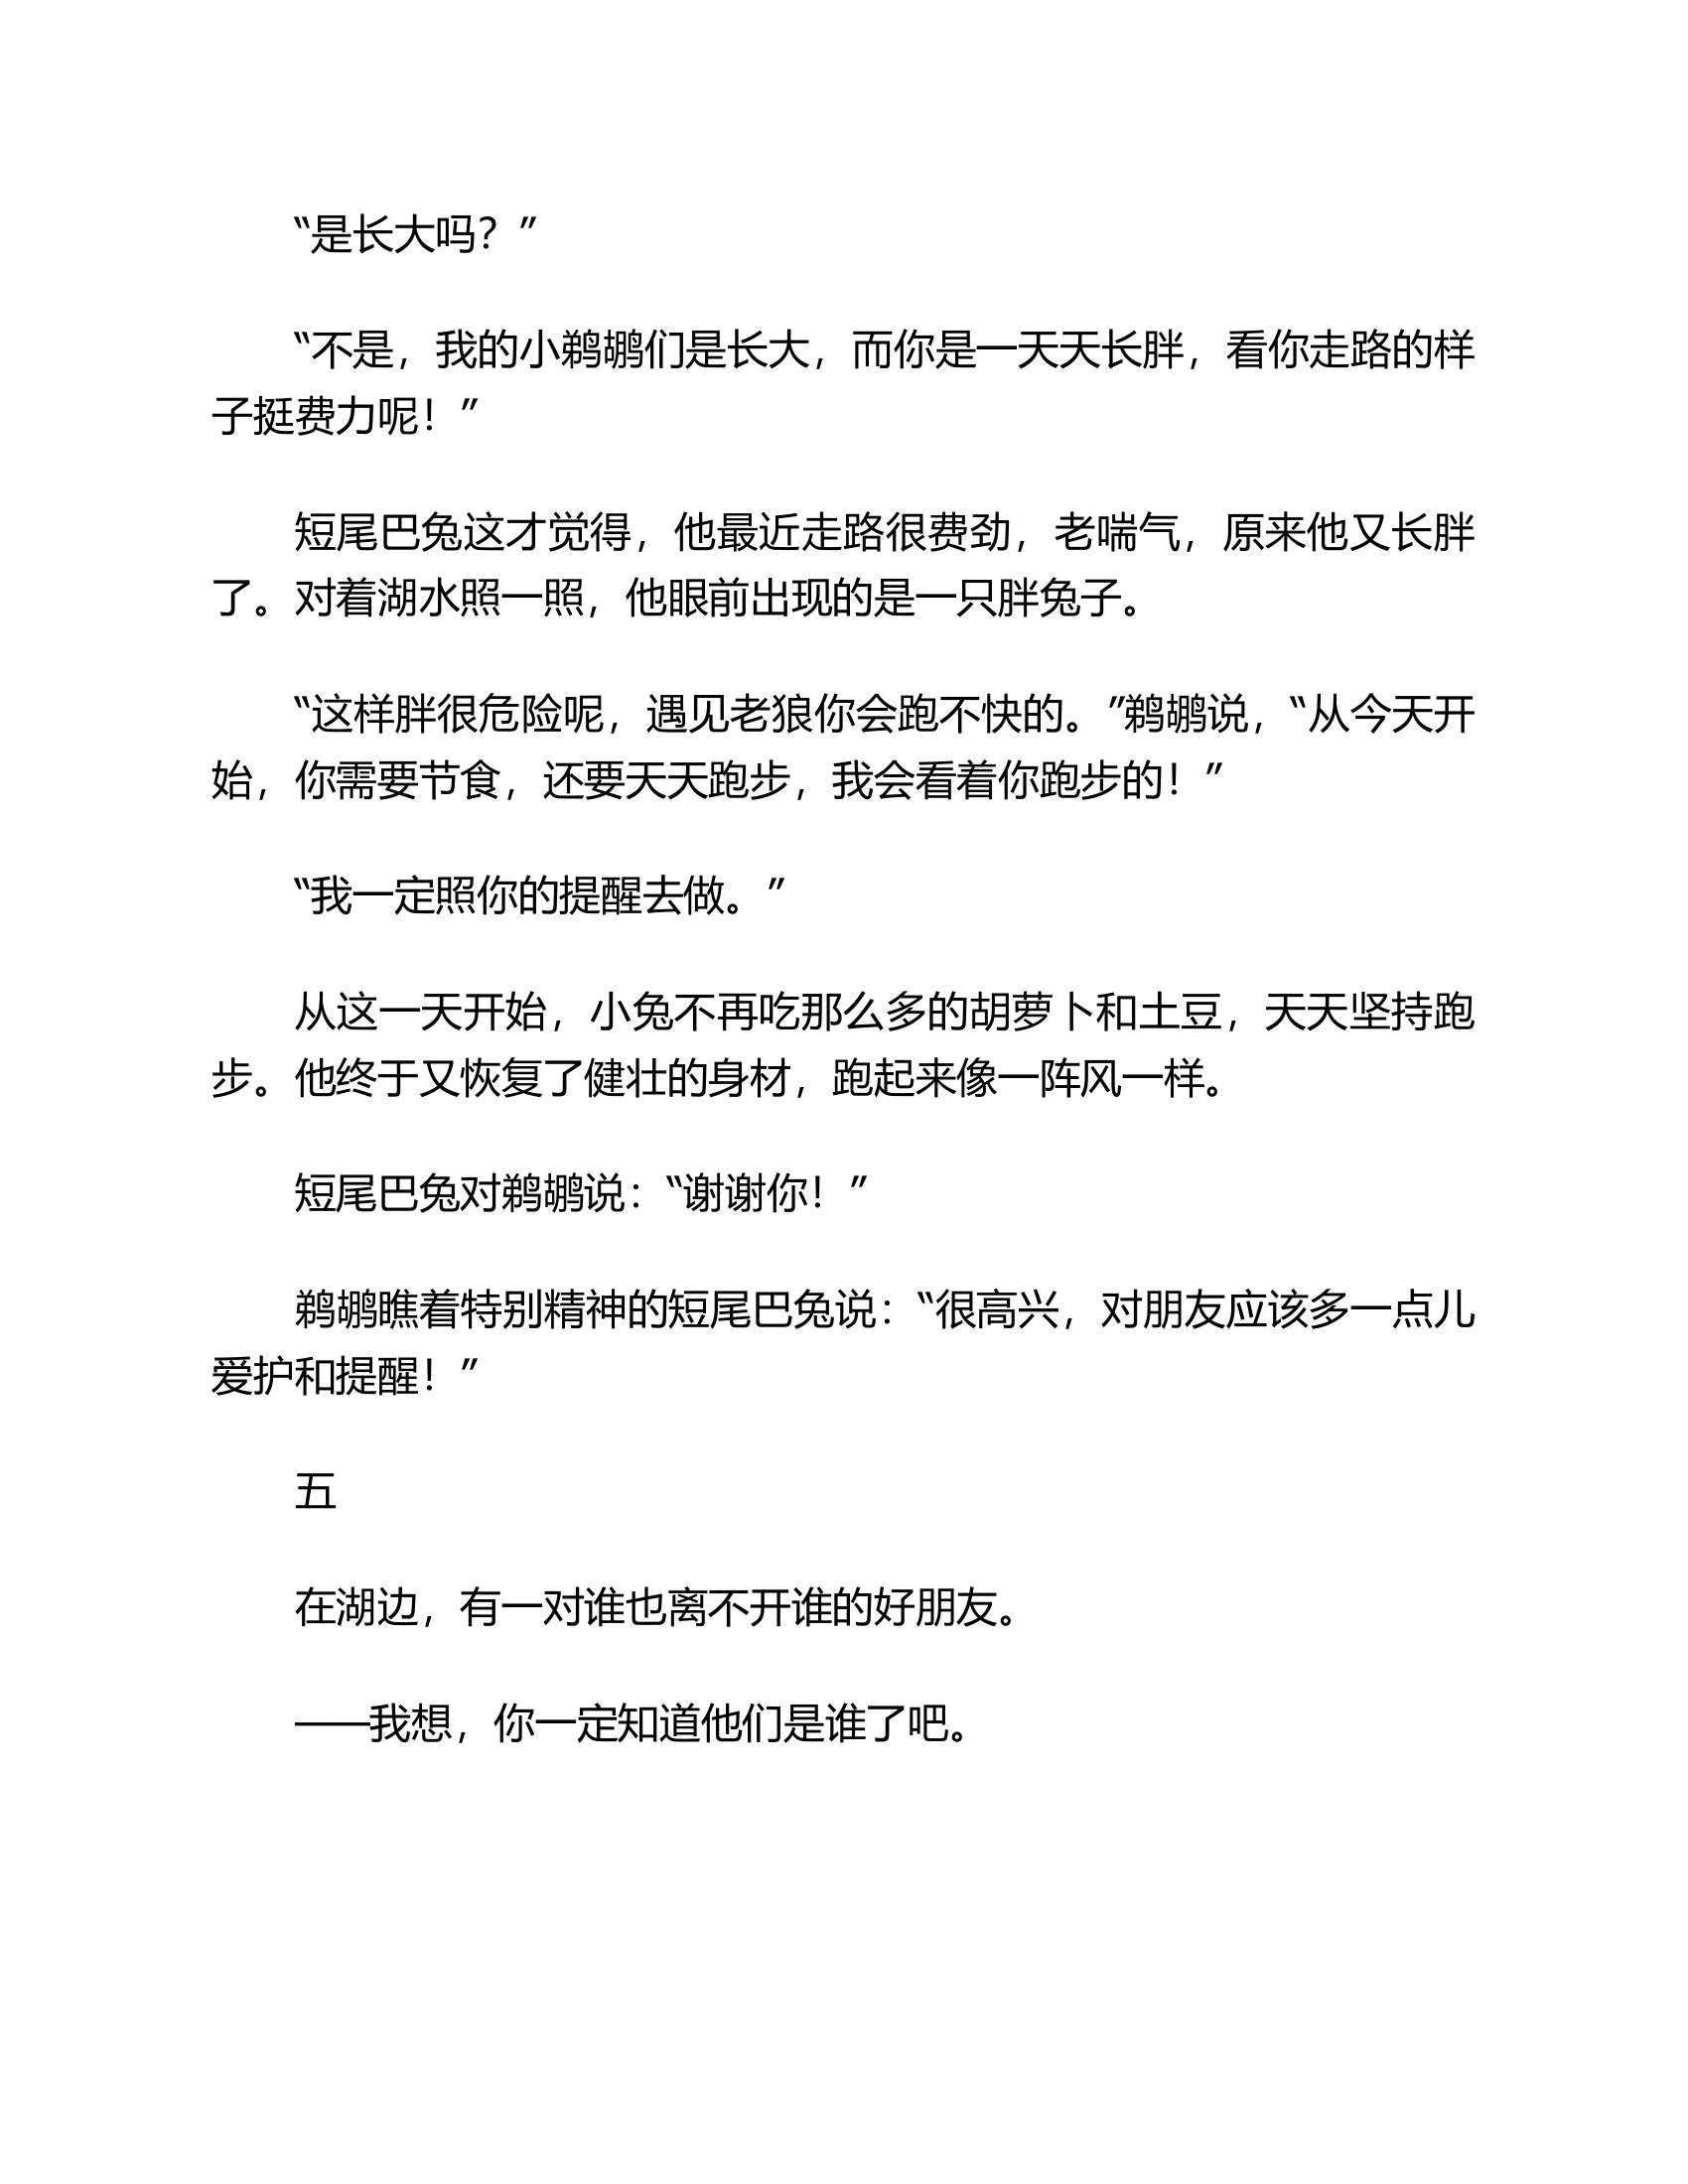 “是长大吗？”
“不是，我的小鹈鹕们是长大，而你是一天天长胖，看你走路的样
子挺费力呢！”
短尾巴兔这才觉得，他最近走路很费劲，老喘气，原来他又长胖
了。对着湖水照一照，他眼前出现的是一只胖兔子。
“这样胖很危险呢，遇见老狼你会跑不快的。”鹈鹕说，“从今天开
始，你需要节食，还要天天跑步，我会看着你跑步的！”
“我一定照你的提醒去做。”
从这一天开始，小兔不再吃那么多的胡萝卜和土豆，天天坚持跑
步。他终于又恢复了健壮的身材，跑起来像一阵风一样。
短尾巴兔对鹈鹕说：“谢谢你！”
鹈鹕瞧着特别精神的短尾巴兔说：“很高兴，对朋友应该多一点儿
爱护和提醒！”
五
在湖边，有一对谁也离不开谁的好朋友。
——我想，你一定知道他们是谁了吧。